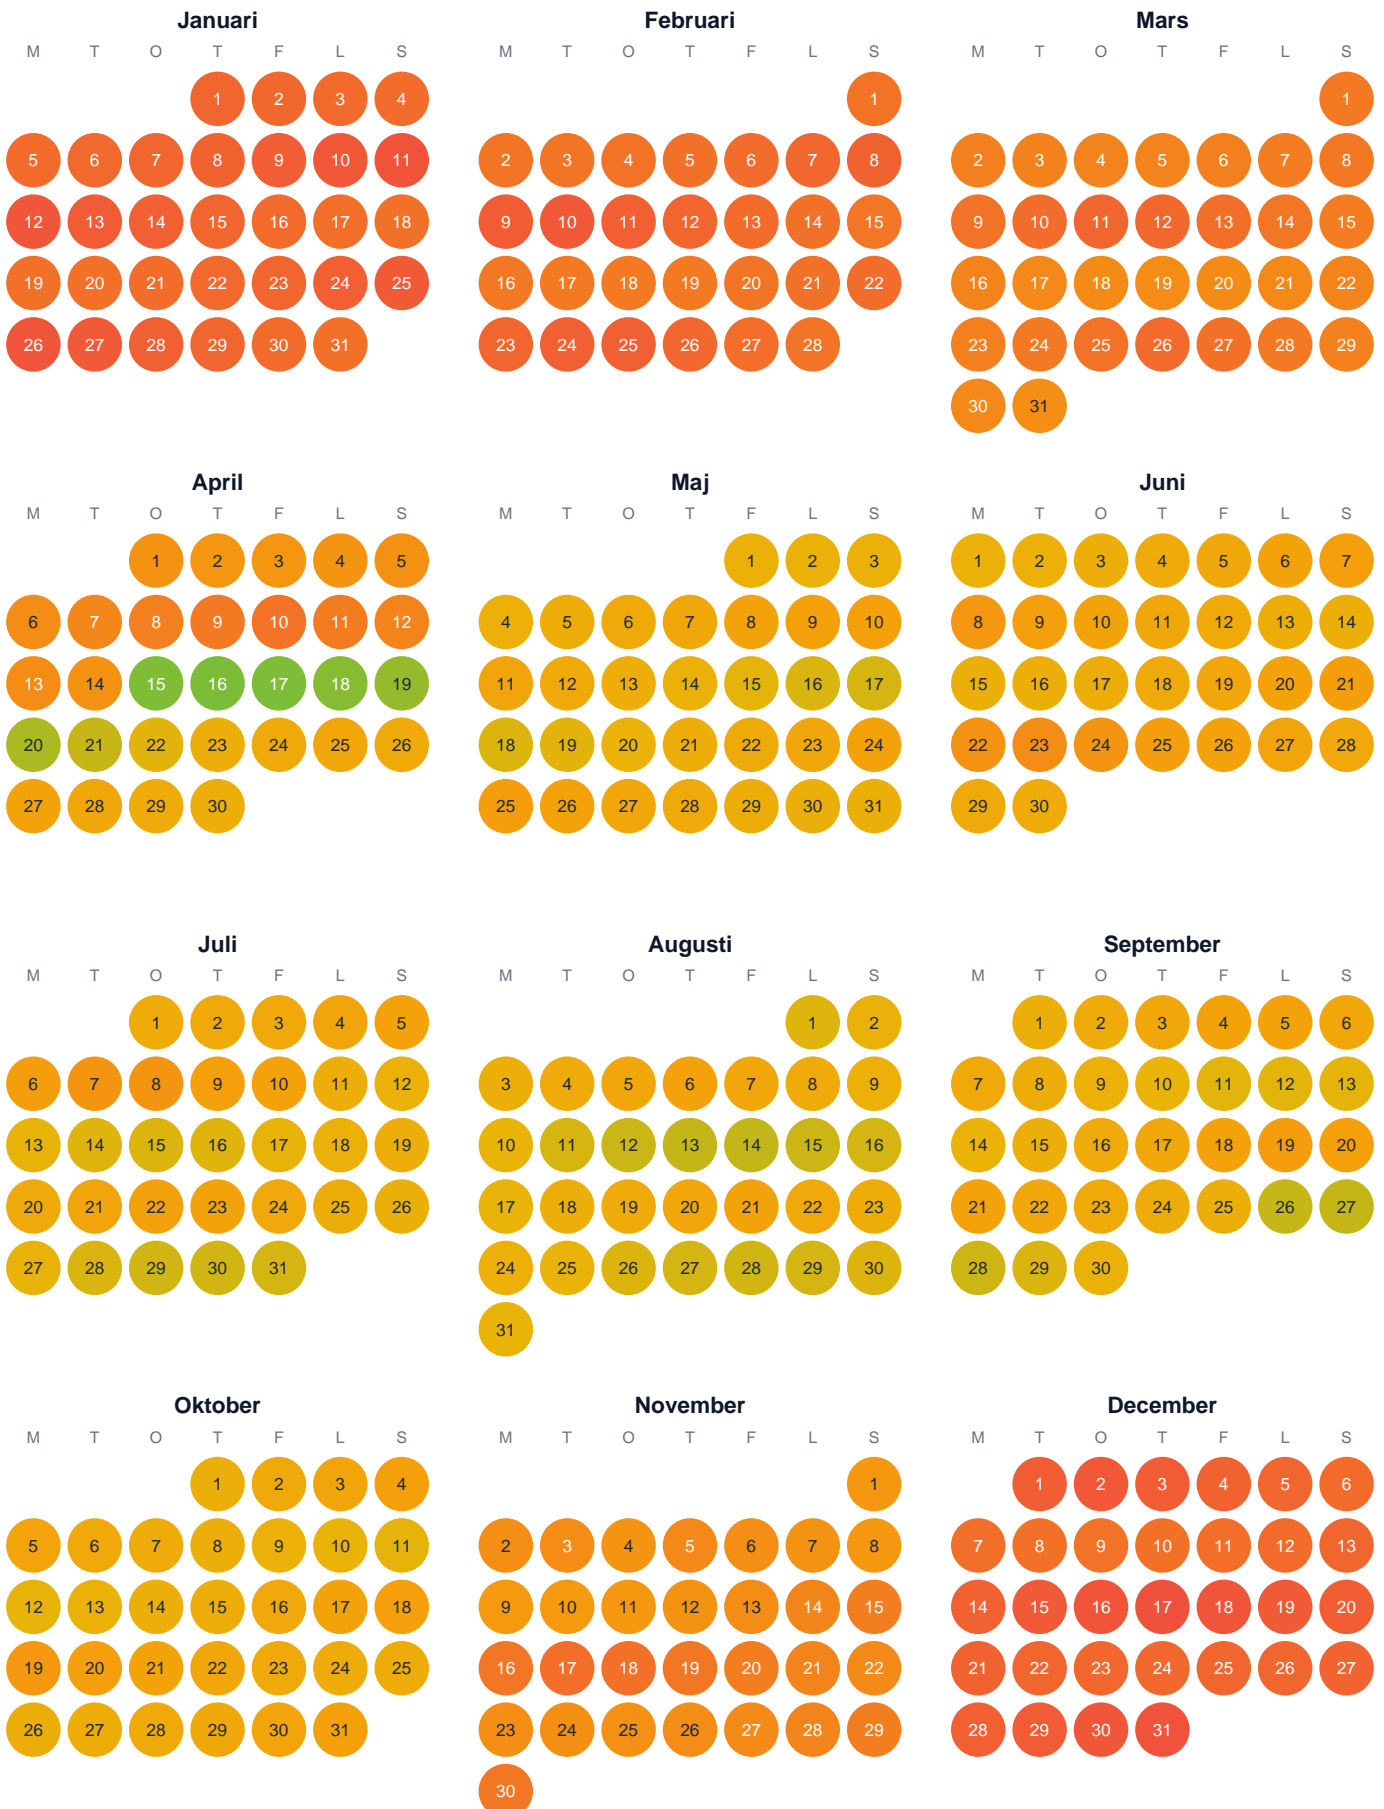 Januari Februari Mars
M T O T F L S M T O T F L S M T O T F L S
1 2 3 4 1 1
5 6 7 8 9 10 11 2 3 4 5 6 7 8 2 3 4 5 6 7 8
12 13 14 15 16 17 18 9 10 11 12 13 14 15 9 10 11 12 13 14 15
19 20 21 22 23 24 25 16 17 18 19 20 21 22 16 17 18 19 20 21 22
26 27 28 29 30 31 23 24 25 26 27 28 23 24 25 26 27 28 29
30 31
April Maj Juni
M T O T F L S M T O T F L S M T O T F L S
1 2 3 4 5 1 2 3 1 2 3 4 5 6 7
6 7 8 9 10 11 12 4 5 6 7 8 9 10 8 9 10 11 12 13 14
13 14 15 16 17 18 19 11 12 13 14 15 16 17 15 16 17 18 19 20 21
20 21 22 23 24 25 26 18 19 20 21 22 23 24 22 23 24 25 26 27 28
27 28 29 30 25 26 27 28 29 30 31 29 30
Juli Augusti September
M T O T F L S M T O T F L S M T O T F L S
1 2 3 4 5 1 2 1 2 3 4 5 6
6 7 8 9 10 11 12 3 4 5 6 7 8 9 7 8 9 10 11 12 13
13 14 15 16 17 18 19 10 11 12 13 14 15 16 14 15 16 17 18 19 20
20 21 22 23 24 25 26 17 18 19 20 21 22 23 21 22 23 24 25 26 27
27 28 29 30 31 24 25 26 27 28 29 30 28 29 30
31
Oktober November December
M T O T F L S M T O T F L S M T O T F L S
1 2 3 4 1 1 2 3 4 5 6
5 6 7 8 9 10 11 2 3 4 5 6 7 8 7 8 9 10 11 12 13
12 13 14 15 16 17 18 9 10 11 12 13 14 15 14 15 16 17 18 19 20
19 20 21 22 23 24 25 16 17 18 19 20 21 22 21 22 23 24 25 26 27
26 27 28 29 30 31 23 24 25 26 27 28 29 28 29 30 31
30